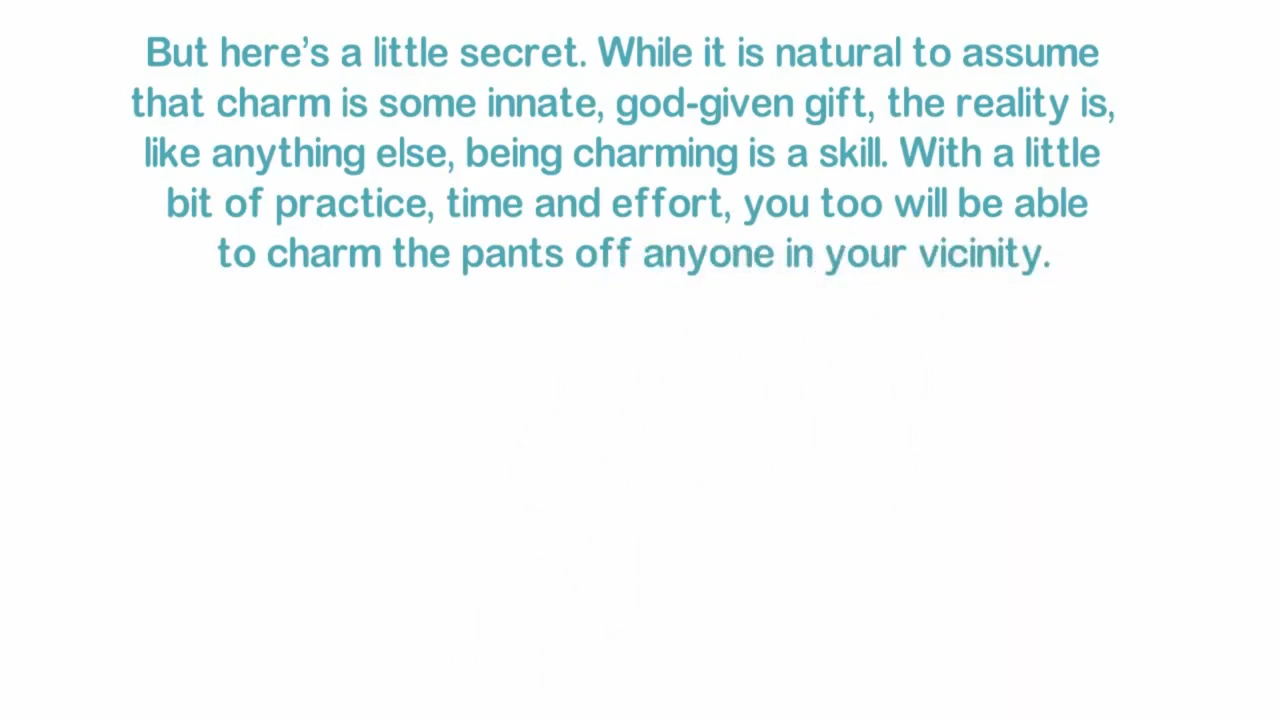 But here’s a little secret. While it is natural to assume
that charm is some innate, god-given gift, the reality is,
like anything else, being charming is a skill. With a little
bit of practice, time and effort, you too will be able
to charm the pants off anyone in your vicinity.